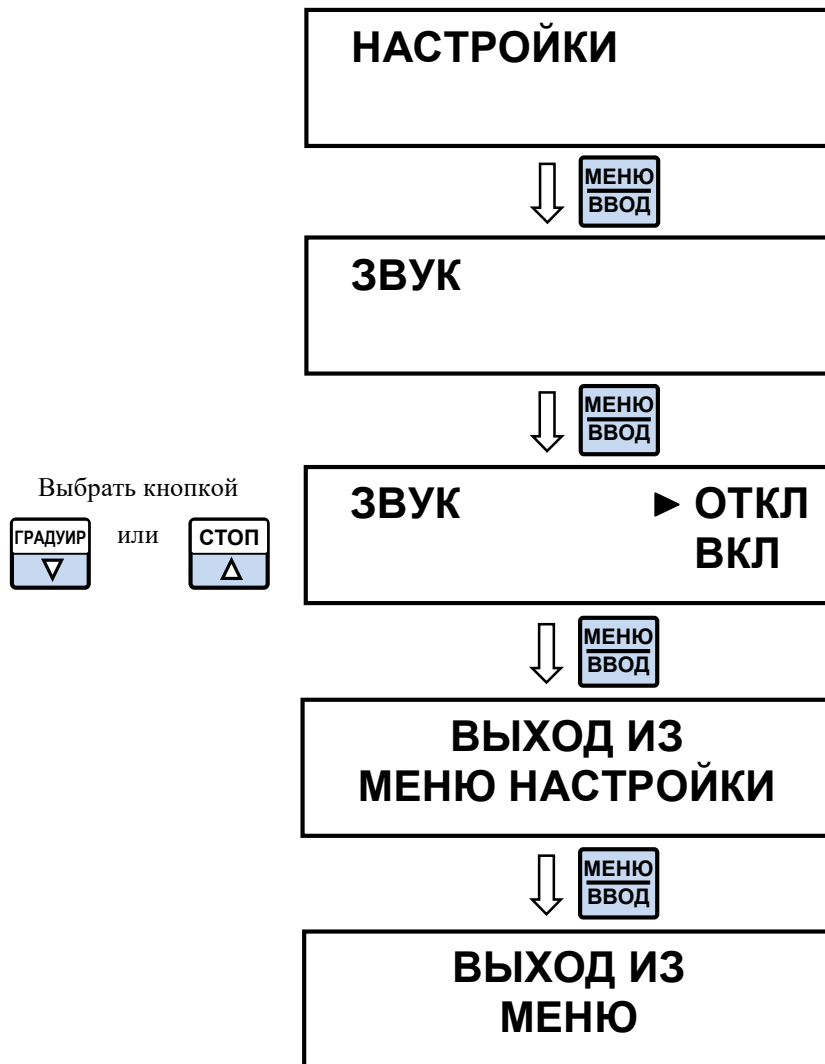 НАСТРОЙКИ
МЕНЮ
ВВОД
ЗВУК
МЕНЮ
ВВОД
Выбрать кнопкой
ГРАДУИР или СТОП
ЗВУК ► ОТКЛ
ВКЛ
МЕНЮ
ВВОД
ВЫХОД ИЗ
МЕНЮ НАСТРОЙКИ
МЕНЮ
ВВОД
ВЫХОД ИЗ
МЕНЮ